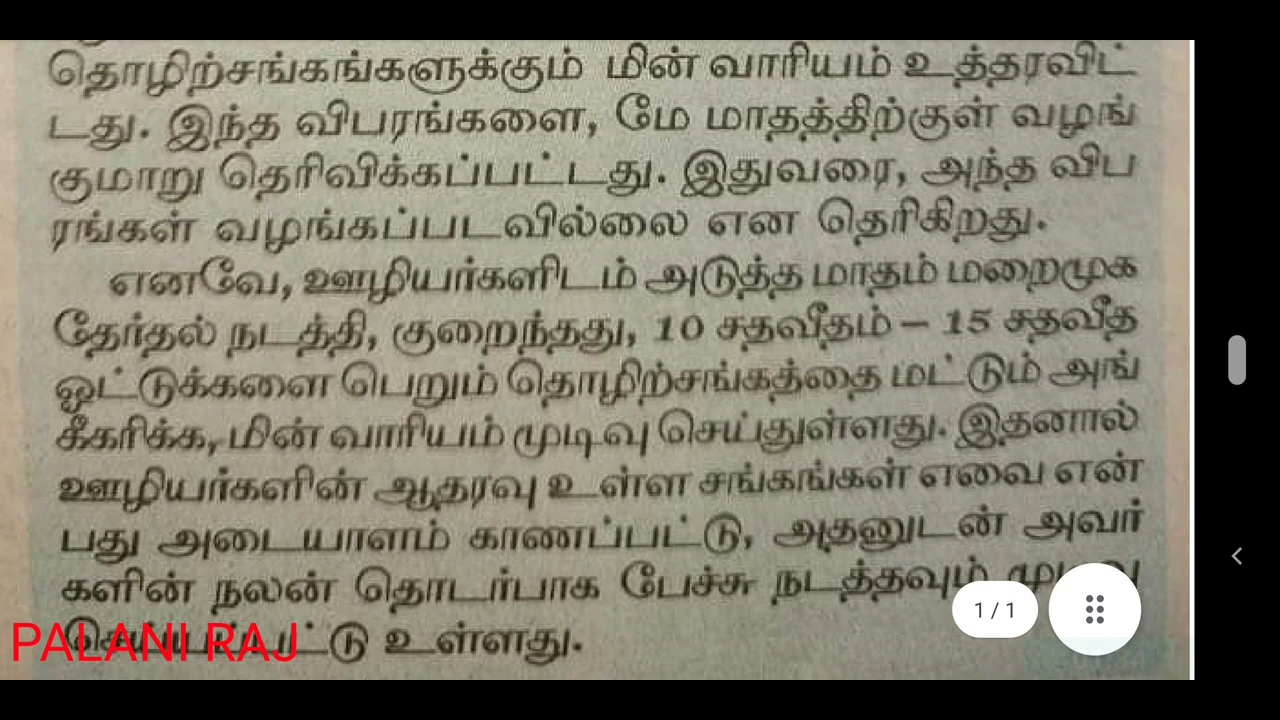 தொழிற்சங்கங்களுக்கும் மின் வாரியம் உத்தரவிட்
டது. இந்த விபரங்களை, மே மாதத்திற்குள் வழங்
குமாறு தெரிவிக்கப்பட்டது. இதுவரை, அந்த விப
ரங்கள் வழங்கப்படவில்லை என தெரிகிறது.
எனவே, ஊழியர்களிடம் அடுத்த மாதம் மறைமுக
தேர்தல் நடத்தி, குறைந்தது, 10 சதவீதம் – 15 சதவீத
ஓட்டுக்களை பெறும் தொழிற்சங்கத்தை மட்டும் அங்
கீகரிக்க, மின் வாரியம் முடிவு செய்துள்ளது. இதனால்
ஊழியர்களின் ஆதரவு உள்ள சங்கங்கள் எவை என்
பது அடையாளம் காணப்பட்டு, அதனுடன் அவர்
களின் நலன் தொடர்பாக பேச்சு நடத்தவும்
உள்ளது.
1 / 1
PALANI RAJ